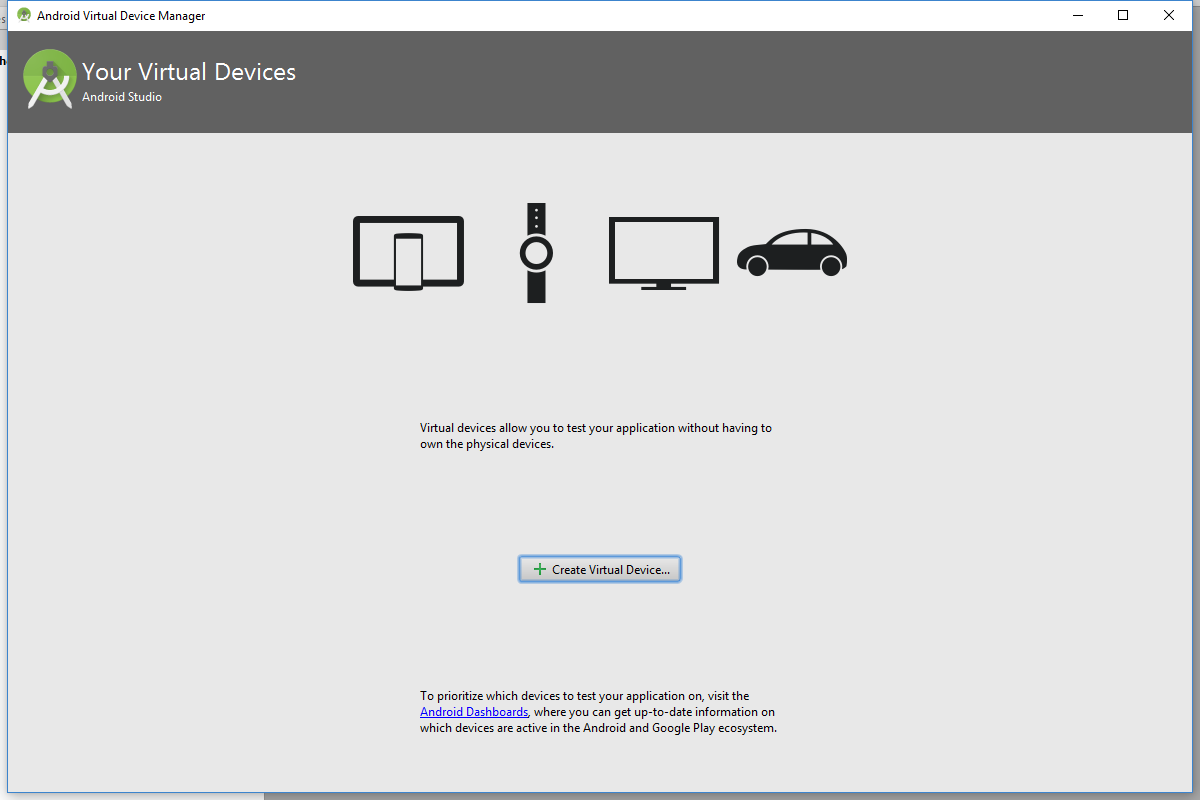 Android Virtual Device Manager
Your Virtual Devices
Android Studio
Virtual devices allow you to test your application without having to
own the physical devices.
Create Virtual Device...
To prioritize which devices to test your application on, visit the
Android Dashboards, where you can get up-to-date information on
which devices are active in the Android and Google Play ecosystem.